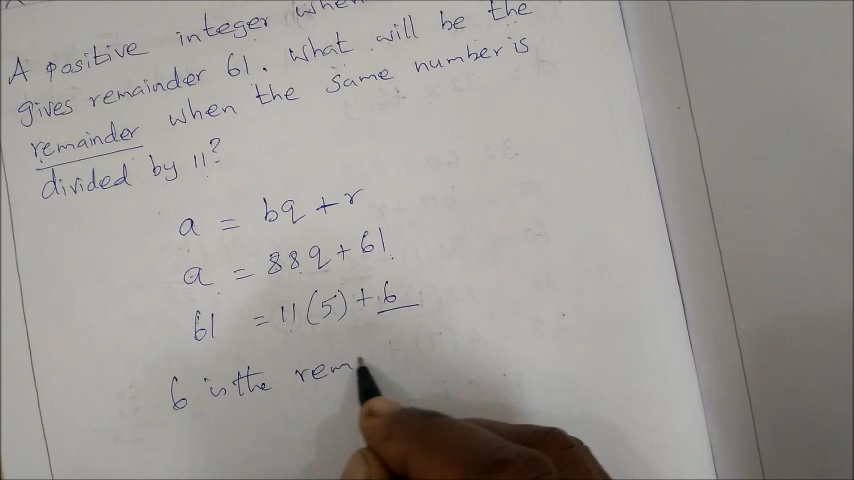 A positive integer when
gives remainder 61. What will be the
remainder when the same number is
divided by 11?
a = bq + r
a = 88q + 61
61 = 11(5) + 6
6 is the rem